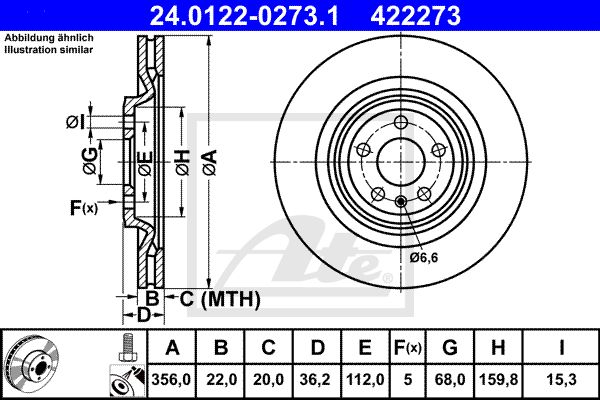 24.0122-0273.1 422273
Abbildung ähnlich
Illustration similar
ØI
ØG
ØE
ØH
ØA
F(x)
B
C (MTH)
D
Ø6,6
Ate
®
A B C D E F(x) G H I
356,0 22,0 20,0 36,2 112,0 5 68,0 159,8 15,3